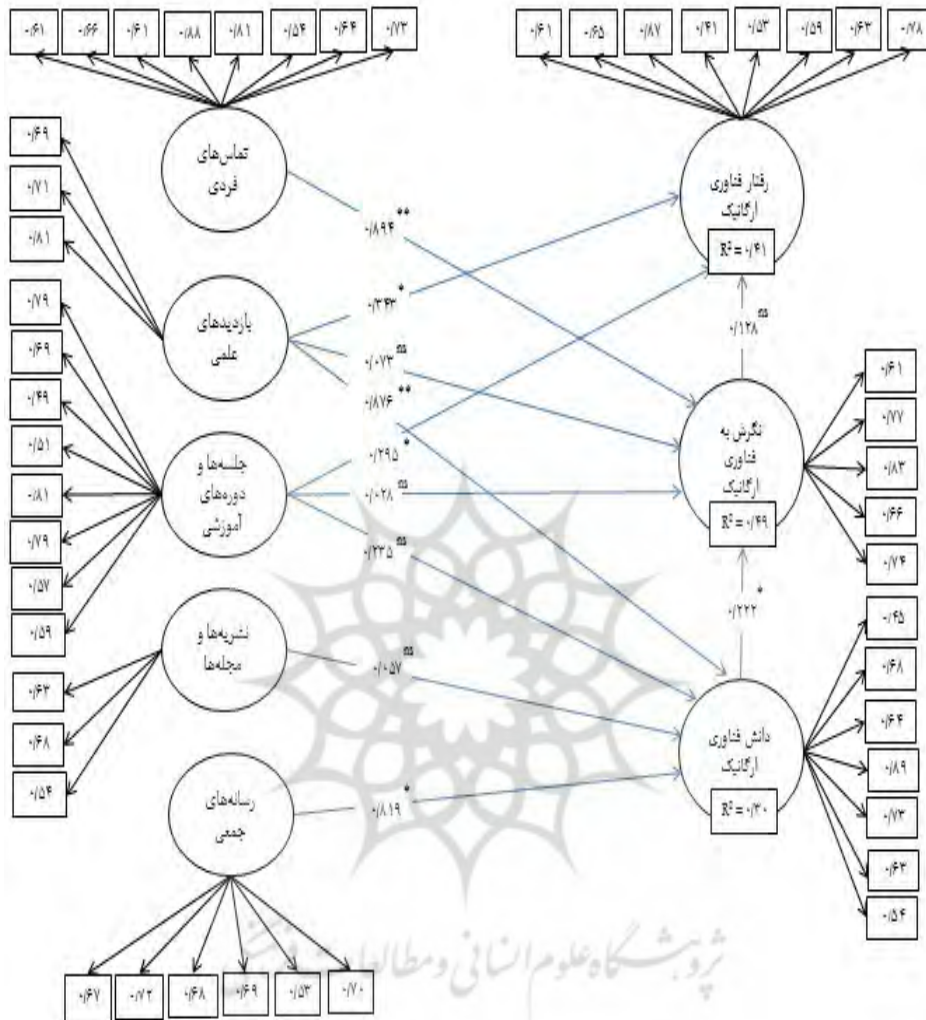 ۰/۶۱ ۰/۶۶ ۰/۶۱ ۰/۸۸ ۰/۸۱ ۰/۵۴ ۰/۶۴ ۰/۷۳
۰/۶۱ ۰/۶۵ ۰/۸۷ ۰/۴۱ ۰/۵۳ ۰/۵۹ ۰/۶۳ ۰/۷۸
تماس‌های
فردی
رفتار فناوری
ارگانیک
R² = ۰/۴۱
۰/۶۹
۰/۷۱
۰/۸۱
بازدیدهای
علمی
۰/۸۹۴**
۰/۳۴۳*
۰/۰۷۳ns
۰/۸۷۶**
۰/۲۹۵*
۰/۰۲۸ns
۰/۲۳۵ns
۰/۱۲۸ns
نگرش به
فناوری
ارگانیک
R² = ۰/۴۹
۰/۶۱
۰/۷۷
۰/۸۳
۰/۶۶
۰/۷۴
۰/۷۹
۰/۶۹
۰/۴۹
۰/۵۱
۰/۸۱
۰/۷۹
۰/۵۷
۰/۵۹
جلسه‌ها و
دوره‌های
آموزشی
۰/۲۲۲*
نشریه‌ها و
مجله‌ها
۰/۰۵۷ns
۰/۶۳
۰/۶۸
۰/۵۴
دانش فناوری
ارگانیک
R² = ۰/۳۰
۰/۴۵
۰/۶۸
۰/۶۴
۰/۸۹
۰/۷۳
۰/۶۳
۰/۵۴
رسانه‌های
جمعی
۰/۸۱۹*
۰/۶۷ ۰/۷۲ ۰/۶۸ ۰/۶۹ ۰/۵۳ ۰/۷۰
پژوهشگاه علوم انسانی و مطالعات فرهنگی